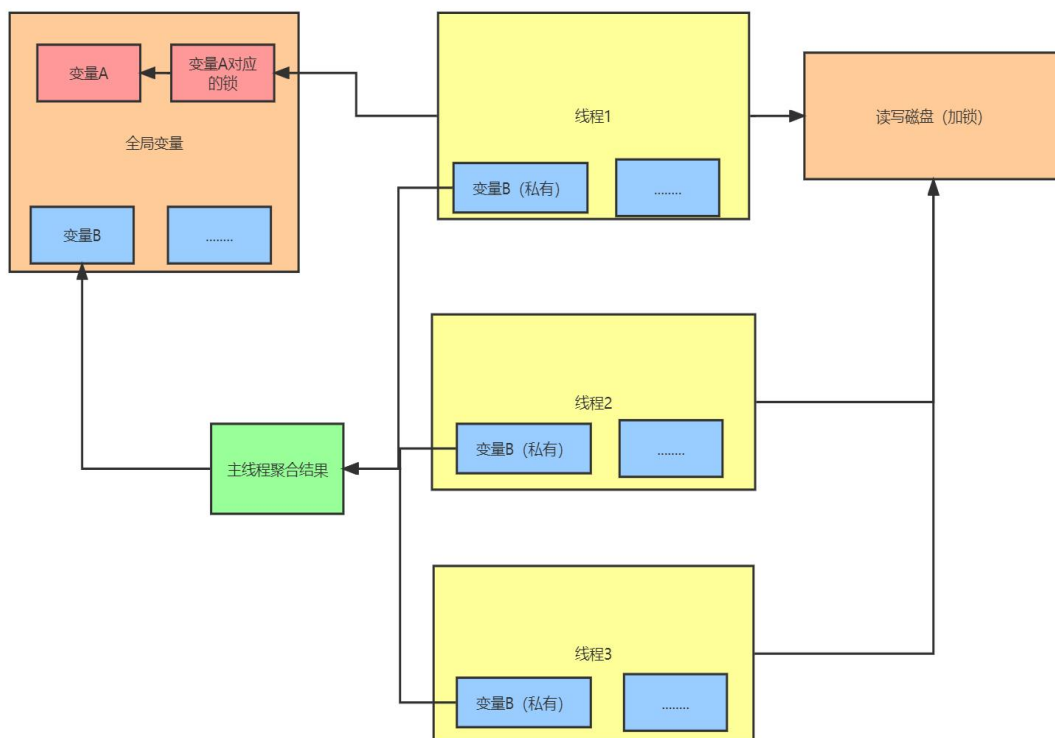 变量A
变量A对应
的锁
全局变量
变量B
........
线程1
变量B（私有）
........
读写磁盘（加锁）
线程2
变量B（私有）
........
主线程聚合结果
线程3
变量B（私有）
........